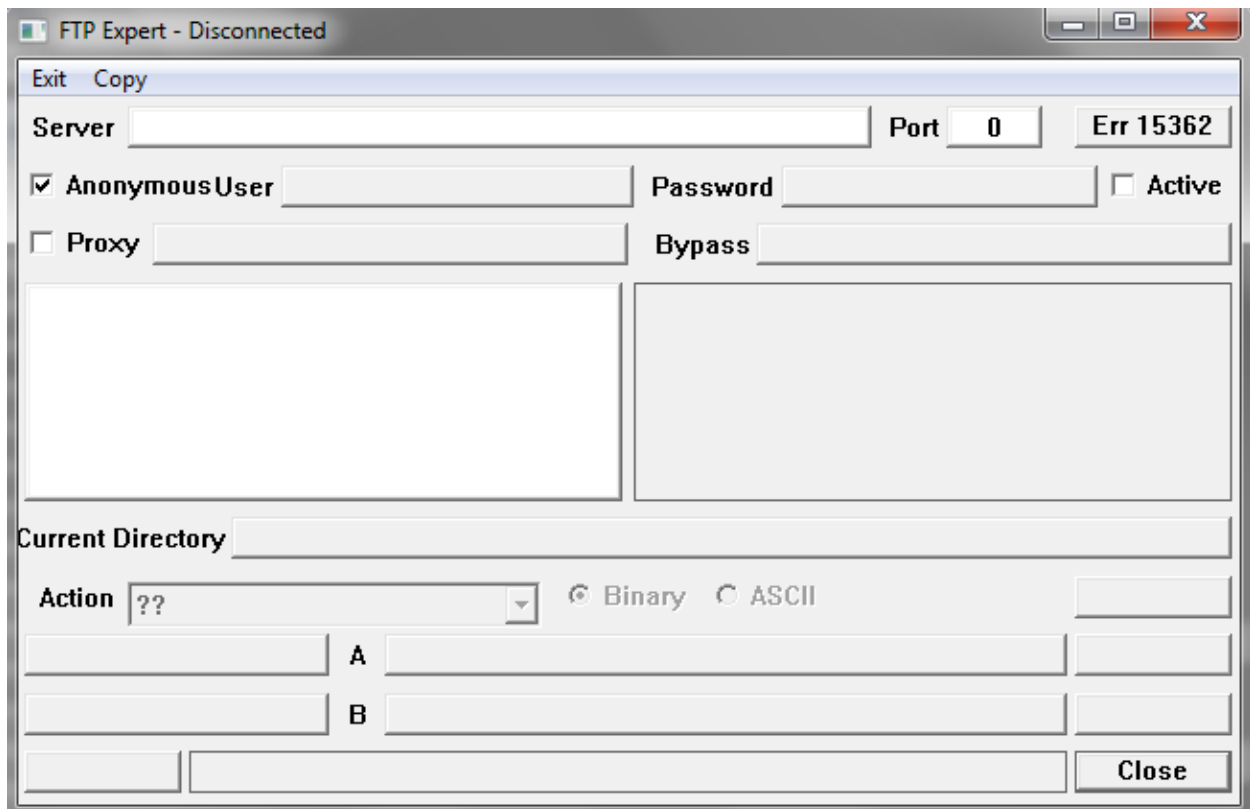 FTP Expert - Disconnected
Exit Copy
Server Port 0 Err 15362
Anonymous User Password Active
Proxy Bypass
Current Directory
Action ?? Binary ASCII
A
B
Close